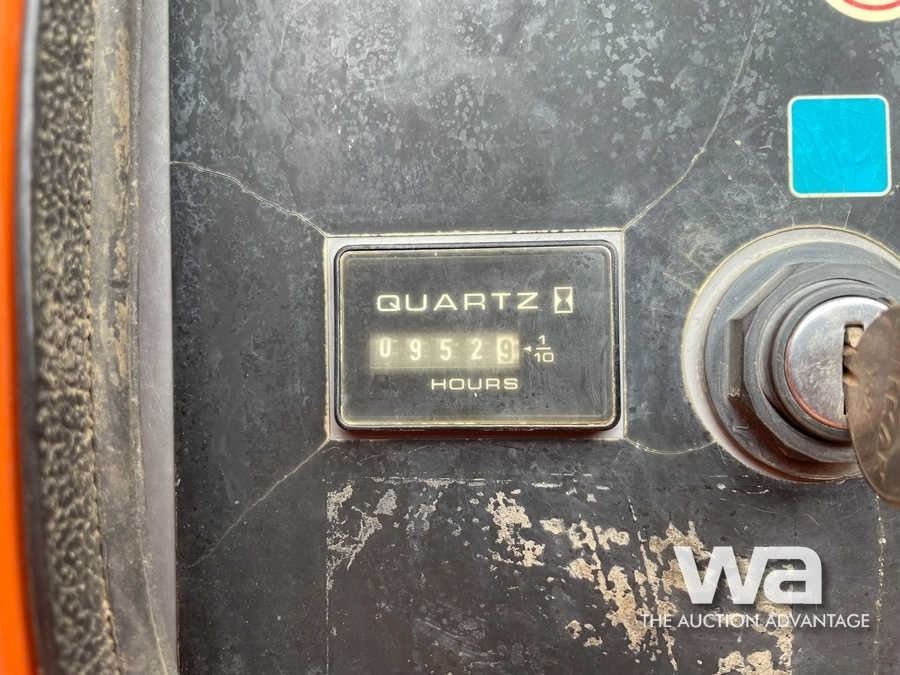 QUARTZ
09529 1/10
HOURS
wa
THE AUCTION ADVANTAGE